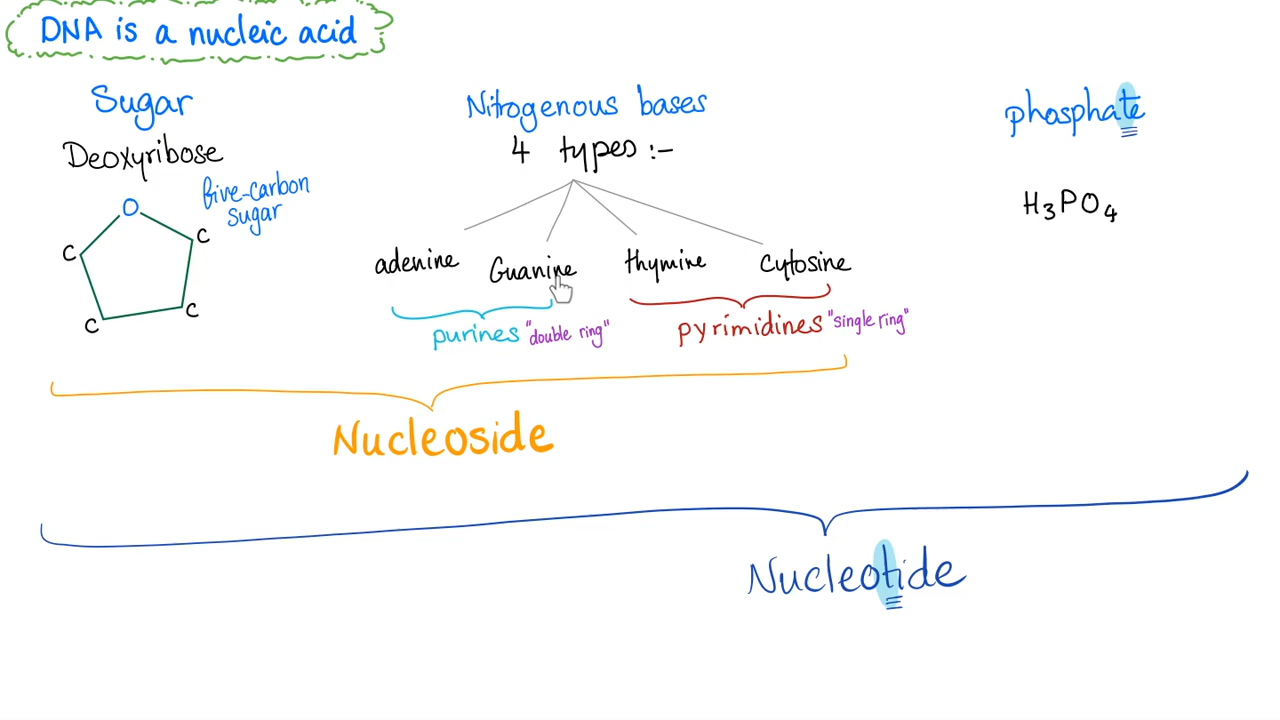 DNA is a nucleic acid
Sugar
Deoxyribose
five-carbon
sugar
O
C
C
C
C
Nitrogenous bases
4 types :-
adenine Guanine thymine Cytosine
purines "double ring"
pyrimidines "single ring"
phosphate
H₃PO₄
Nucleoside
Nucleotide